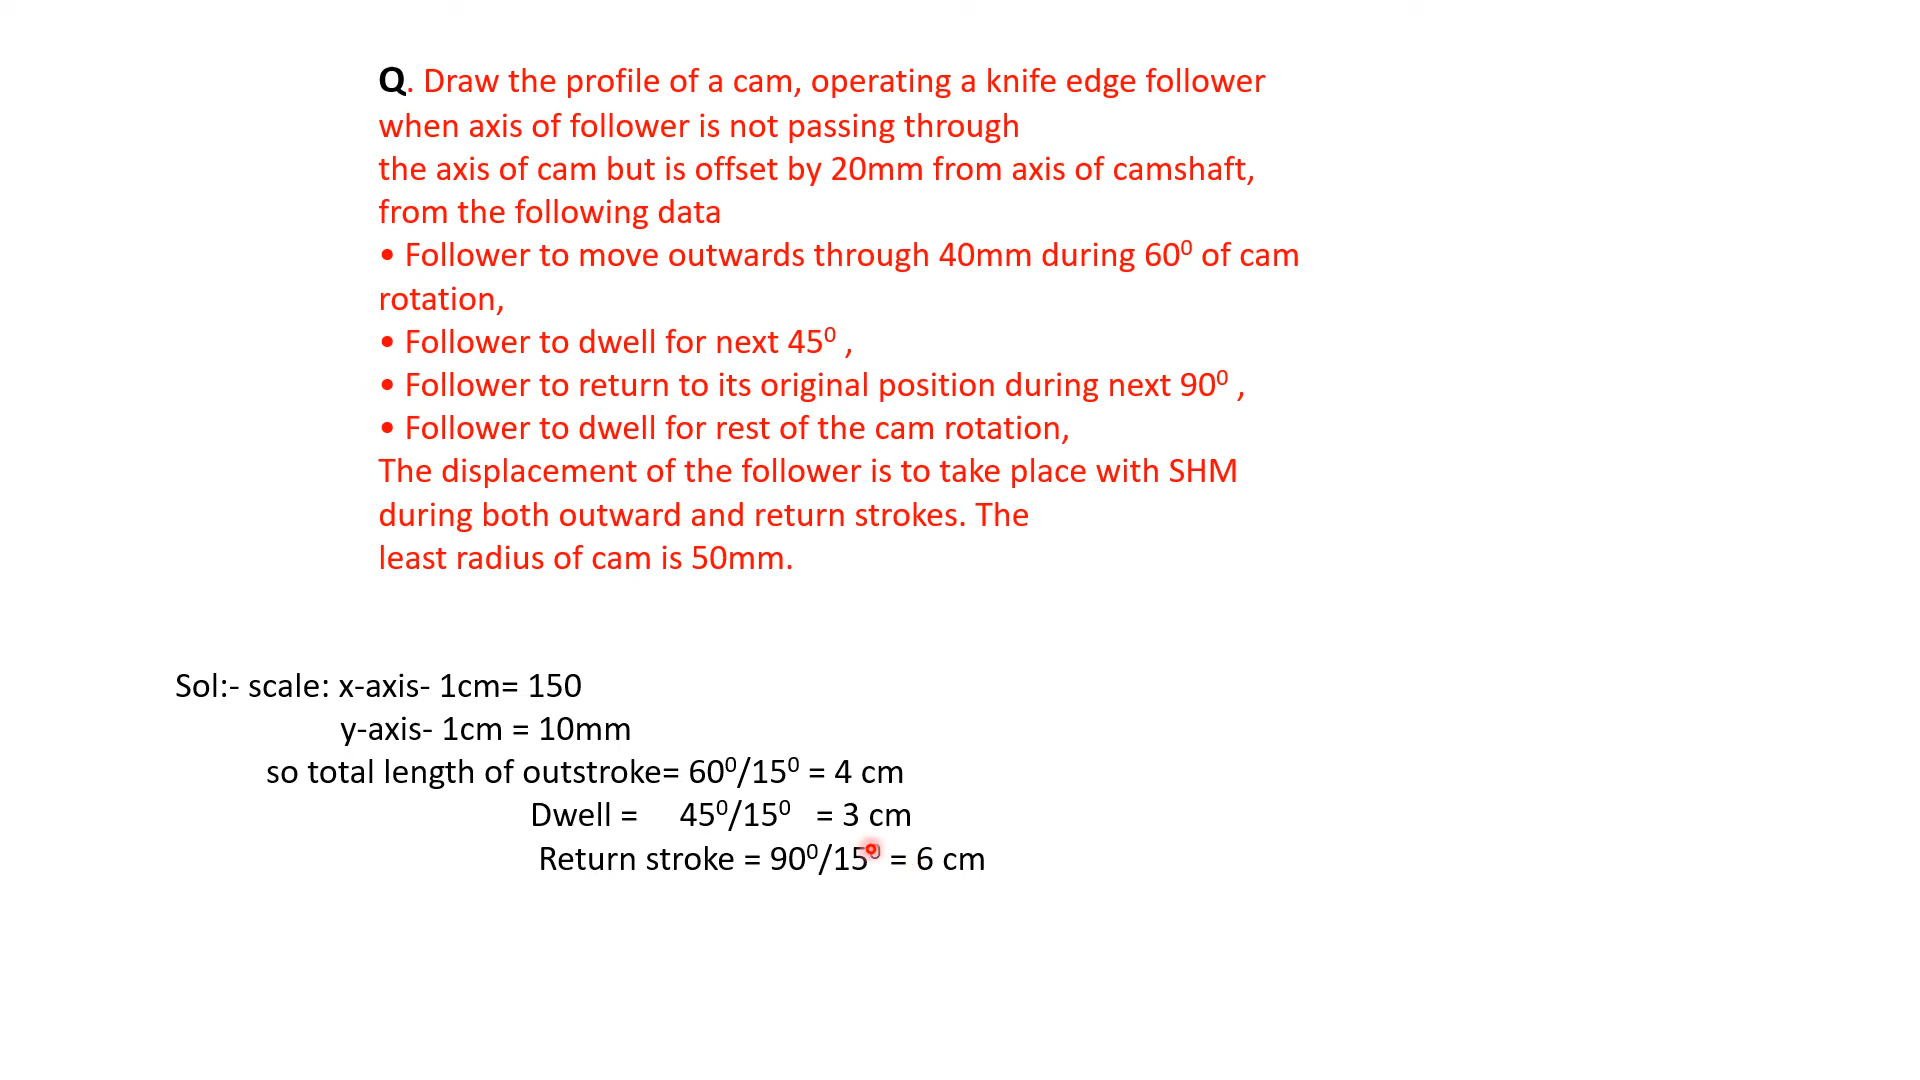 Q. Draw the profile of a cam, operating a knife edge follower
when axis of follower is not passing through
the axis of cam but is offset by 20mm from axis of camshaft,
from the following data
• Follower to move outwards through 40mm during 60⁰ of cam
rotation,
• Follower to dwell for next 45⁰ ,
• Follower to return to its original position during next 90⁰ ,
• Follower to dwell for rest of the cam rotation,
The displacement of the follower is to take place with SHM
during both outward and return strokes. The
least radius of cam is 50mm.
Sol:- scale: x-axis- 1cm= 150
y-axis- 1cm = 10mm
so total length of outstroke= 60⁰/15⁰ = 4 cm
Dwell = 45⁰/15⁰ = 3 cm
Return stroke = 90⁰/15⁰ = 6 cm